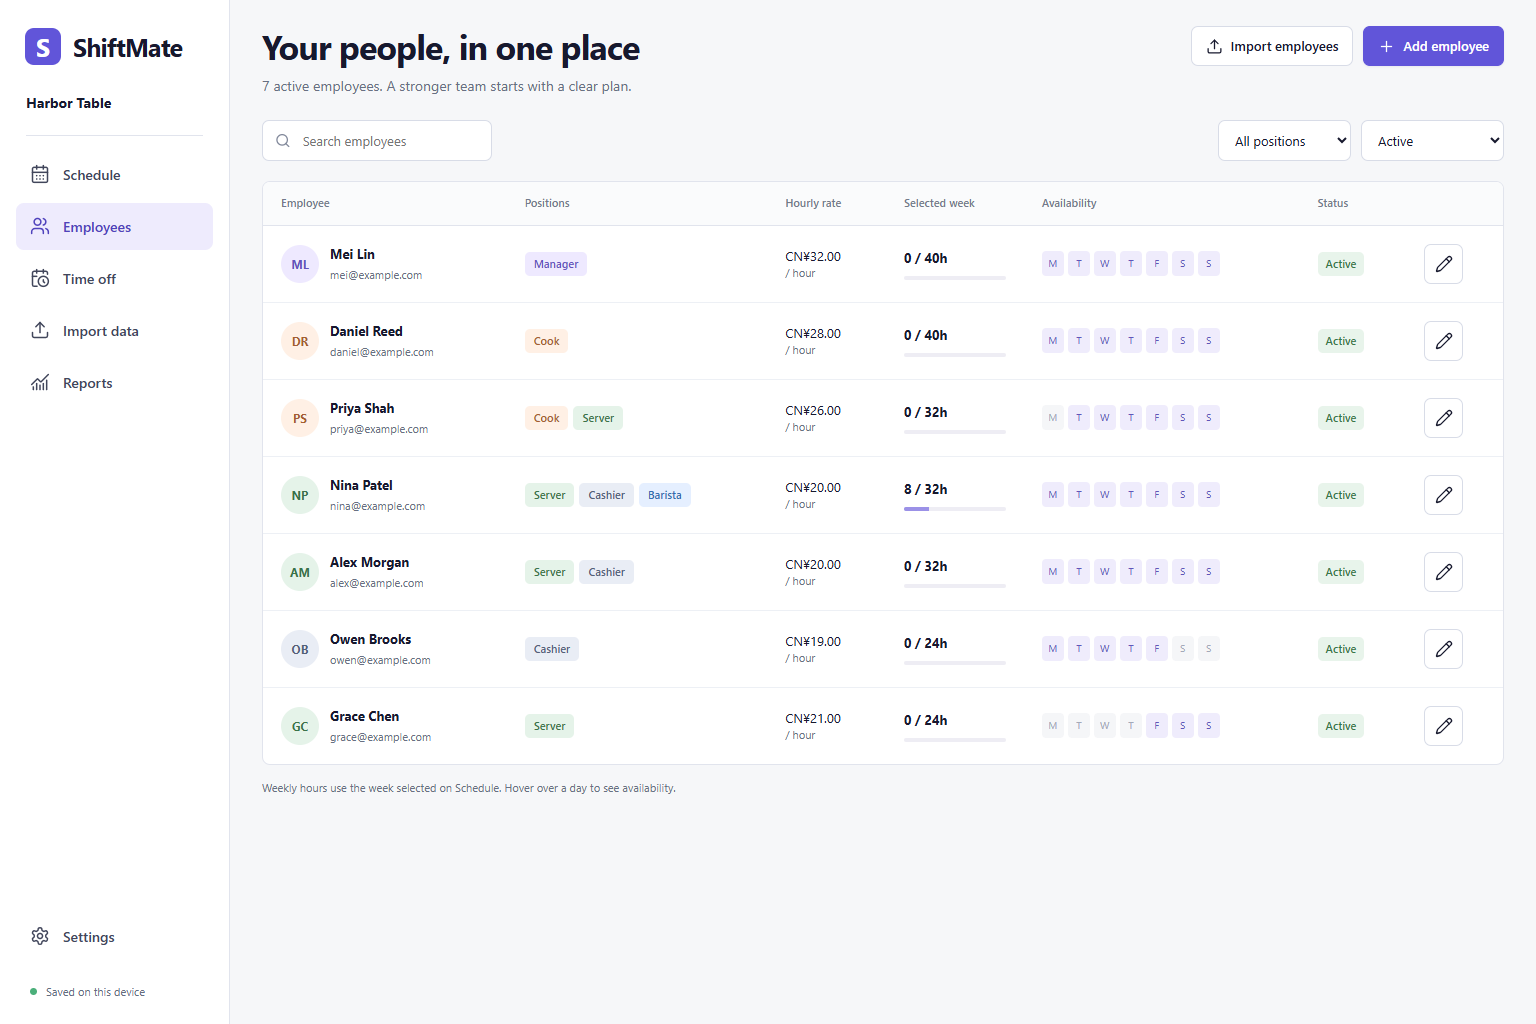 S ShiftMate
Harbor Table
Schedule
Employees
Time off
Import data
Reports
Settings
Saved on this device
Your people, in one place
7 active employees. A stronger team starts with a clear plan.
Import employees
Add employee
Search employees
All positions
Active
Employee Positions Hourly rate Selected week Availability Status
ML Mei Lin Manager CN¥32.00 0 / 40h M T W T F S S Active
mei@example.com / hour
DR Daniel Reed Cook CN¥28.00 0 / 40h M T W T F S S Active
daniel@example.com / hour
PS Priya Shah Cook Server CN¥26.00 0 / 32h M T W T F S S Active
priya@example.com / hour
NP Nina Patel Server Cashier Barista CN¥20.00 8 / 32h M T W T F S S Active
nina@example.com / hour
AM Alex Morgan Server Cashier CN¥20.00 0 / 32h M T W T F S S Active
alex@example.com / hour
OB Owen Brooks Cashier CN¥19.00 0 / 24h M T W T F S S Active
owen@example.com / hour
GC Grace Chen Server CN¥21.00 0 / 24h M T W T F S S Active
grace@example.com / hour
Weekly hours use the week selected on Schedule. Hover over a day to see availability.